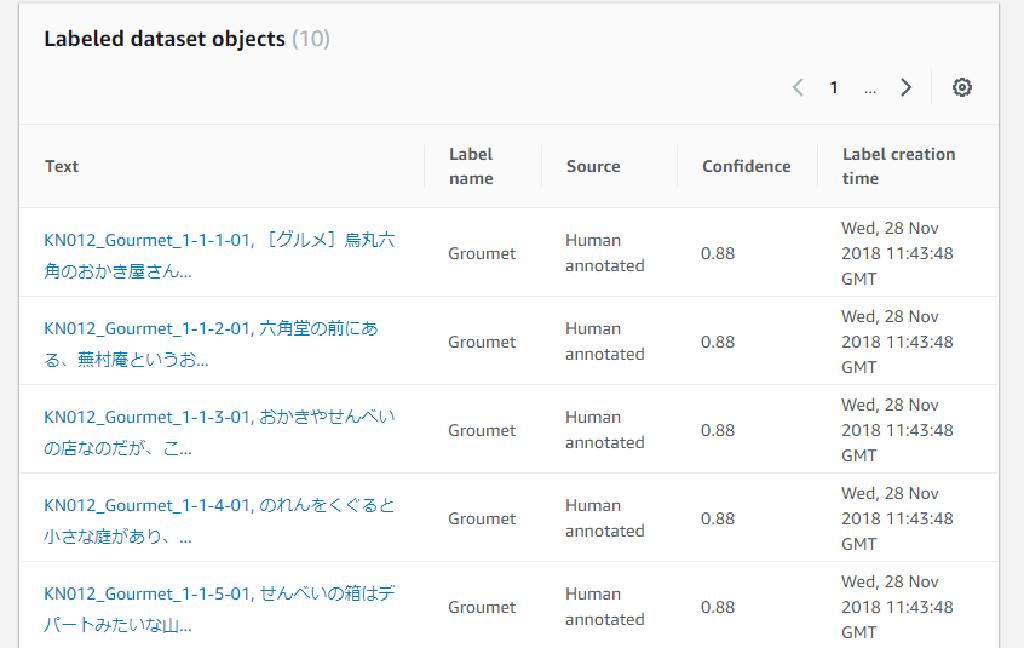 Labeled dataset objects (10)
1 ...
Text
Label name
Source
Confidence
Label creation time
KN012_Gourmet_1-1-1-01, ［グルメ］烏丸六
角のおかき屋さん...
Groumet
Human
annotated
0.88
Wed, 28 Nov
2018 11:43:48
GMT
KN012_Gourmet_1-1-2-01, 六角堂の前にあ
る、蕪村庵というお...
Groumet
Human
annotated
0.88
Wed, 28 Nov
2018 11:43:48
GMT
KN012_Gourmet_1-1-3-01, おかきやせんべい
の店なのだが、こ...
Groumet
Human
annotated
0.88
Wed, 28 Nov
2018 11:43:48
GMT
KN012_Gourmet_1-1-4-01, のれんをくぐると
小さな庭があり、...
Groumet
Human
annotated
0.88
Wed, 28 Nov
2018 11:43:48
GMT
KN012_Gourmet_1-1-5-01, せんべいの箱はデ
パートみたいな山...
Groumet
Human
annotated
0.88
Wed, 28 Nov
2018 11:43:48
GMT